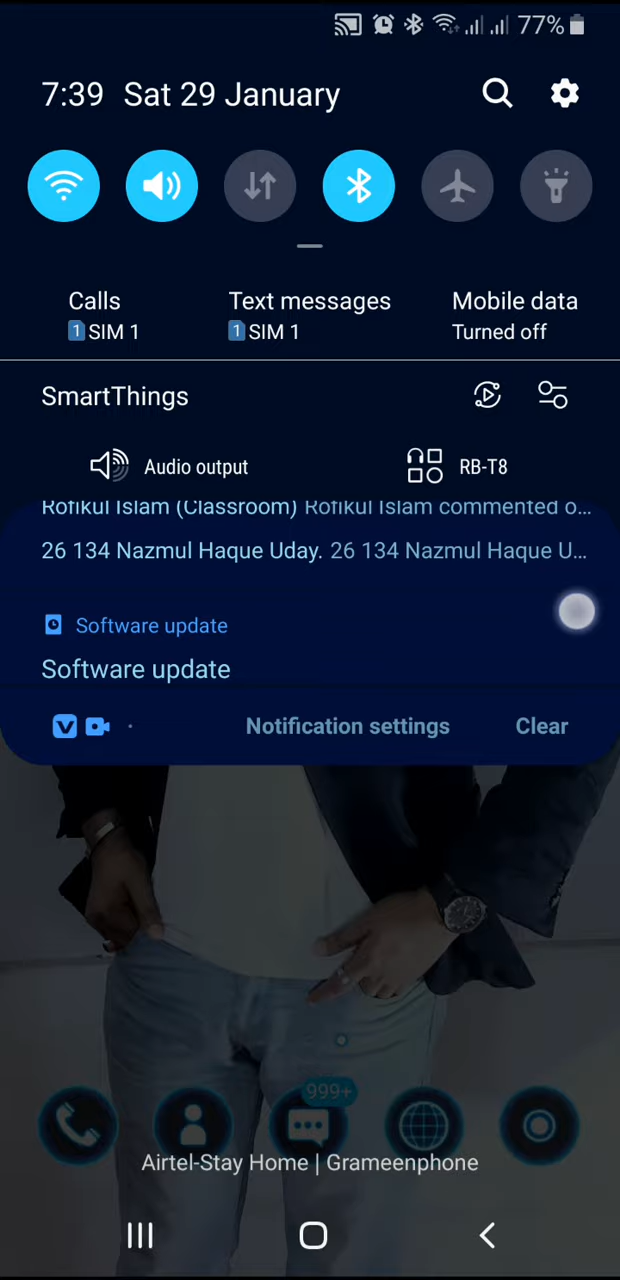 77%
7:39 Sat 29 January
Calls Text messages Mobile data
1 SIM 1 1 SIM 1 Turned off
SmartThings
Audio output RB-T8
Rofikul Islam (Classroom) Rofikul Islam commented o...
26 134 Nazmul Haque Uday. 26 134 Nazmul Haque U...
Software update
Software update
Notification settings Clear
999+
Airtel-Stay Home | Grameenphone